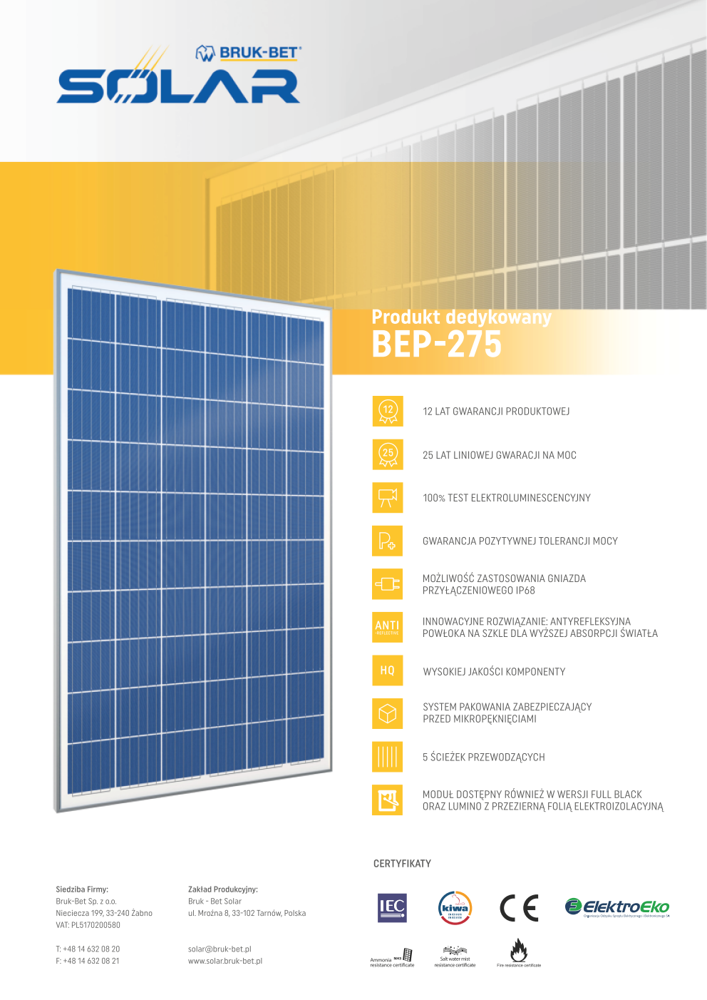 BRUK-BET®
SOLAR
Produkt dedykowany
BEP-275
12
12 LAT GWARANCJI PRODUKTOWEJ
25
25 LAT LINIOWEJ GWARACJI NA MOC
100% TEST ELEKTROLUMINESCENCYJNY
P+
GWARANCJA POZYTYWNEJ TOLERANCJI MOCY
MOŻLIWOŚĆ ZASTOSOWANIA GNIAZDA
PRZYŁĄCZENIOWEGO IP68
ANTI
-REFLECTIVE
INNOWACYJNE ROZWIĄZANIE: ANTYREFLEKSYJNA
POWŁOKA NA SZKLE DLA WYŻSZEJ ABSORPCJI ŚWIATŁA
HQ
WYSOKIEJ JAKOŚCI KOMPONENTY
SYSTEM PAKOWANIA ZABEZPIECZAJĄCY
PRZED MIKROPĘKNIĘCIAMI
5 ŚCIEŻEK PRZEWODZĄCYCH
MODUŁ DOSTĘPNY RÓWNIEŻ W WERSJI FULL BLACK
ORAZ LUMINO Z PRZEZIERNĄ FOLIĄ ELEKTROIZOLACYJNĄ
CERTYFIKATY
IEC
kiwa
CE
ElektroEko
Organizacja Odzysku Sprzętu Elektrycznego i Elektronicznego SA
Ammonia NH3
resistance certificate
Salt water mist
resistance certificate
Fire resistance certificate
Siedziba Firmy:
Bruk-Bet Sp. z o.o.
Nieciecza 199, 33-240 Żabno
VAT: PL5170200580
T: +48 14 632 08 20
F: +48 14 632 08 21
Zakład Produkcyjny:
Bruk - Bet Solar
ul. Mroźna 8, 33-102 Tarnów, Polska
solar@bruk-bet.pl
www.solar.bruk-bet.pl